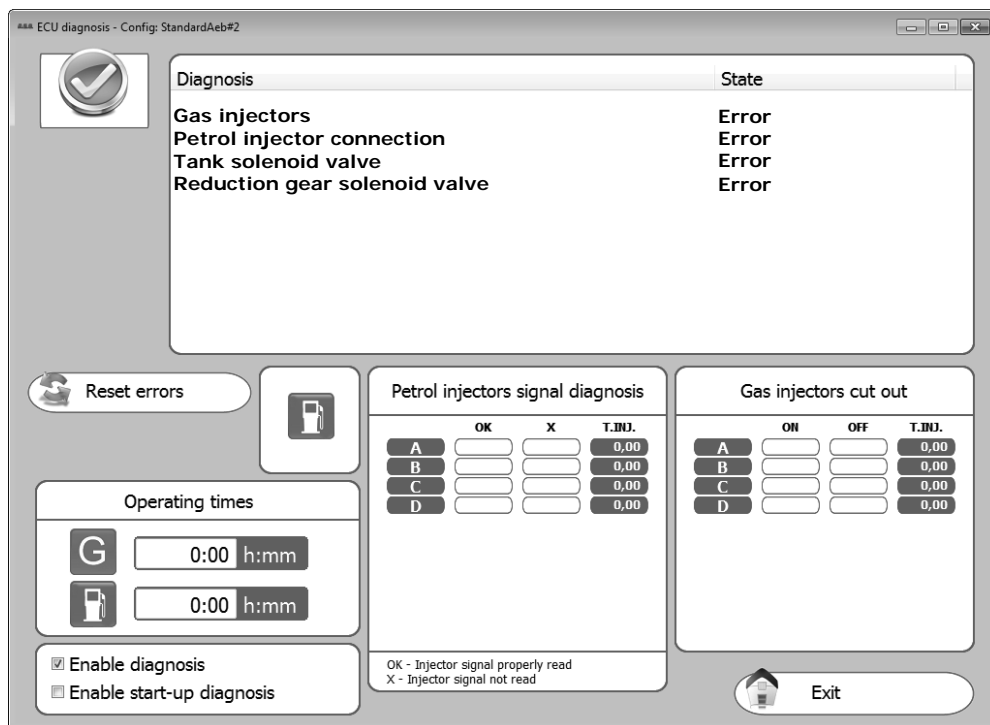 ECU diagnosis - Config: StandardAeb#2
Diagnosis State
Gas injectors Error
Petrol injector connection Error
Tank solenoid valve Error
Reduction gear solenoid valve Error
Reset errors
Petrol injectors signal diagnosis
OK X T.INJ.
A 0,00
B 0,00
C 0,00
D 0,00
OK - Injector signal properly read
X - Injector signal not read
Gas injectors cut out
ON OFF T.INJ.
A 0,00
B 0,00
C 0,00
D 0,00
Operating times
G 0:00 h:mm
0:00 h:mm
Enable diagnosis
Enable start-up diagnosis
Exit